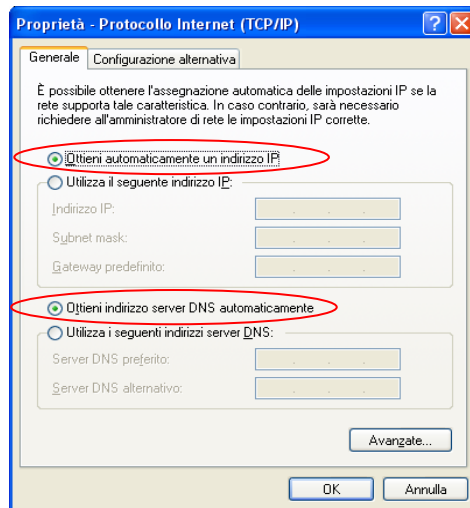 Proprietà - Protocollo Internet (TCP/IP)
Generale
Configurazione alternativa
È possibile ottenere l'assegnazione automatica delle impostazioni IP se la
rete supporta tale caratteristica. In caso contrario, sarà necessario
richiedere all'amministratore di rete le impostazioni IP corrette.
Ottieni automaticamente un indirizzo IP
Utilizza il seguente indirizzo IP:
Indirizzo IP:
Subnet mask:
Gateway predefinito:
Ottieni indirizzo server DNS automaticamente
Utilizza i seguenti indirizzi server DNS:
Server DNS preferito:
Server DNS alternativo:
Avanzate...
OK
Annulla